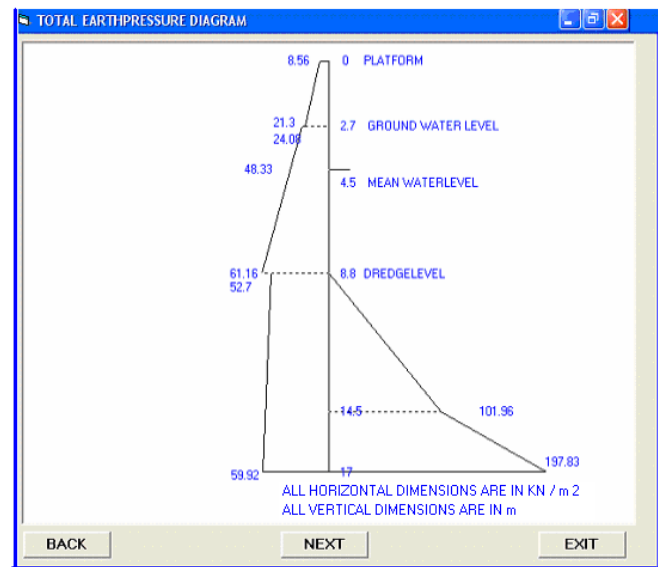 TOTAL EARTHPRESSURE DIAGRAM
8.56 0 PLATFORM
21.3 2.7 GROUND WATER LEVEL
24.08
48.33
4.5 MEAN WATERLEVEL
61.16 8.8 DREDGELEVEL
52.7
14.5 101.96
197.83
59.92 17
ALL HORIZONTAL DIMENSIONS ARE IN KN / m 2
ALL VERTICAL DIMENSIONS ARE IN m
BACK NEXT EXIT